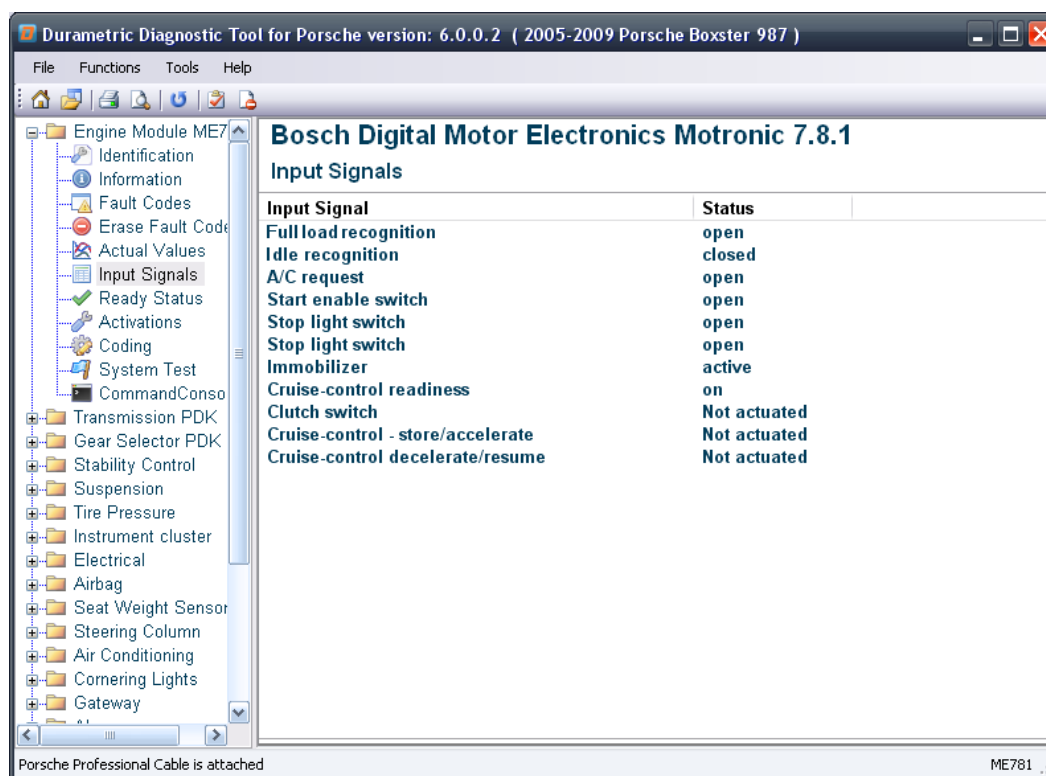 Durametric Diagnostic Tool for Porsche version: 6.0.0.2 ( 2005-2009 Porsche Boxster 987 )
File Functions Tools Help
Engine Module ME7
Identification
Information
Fault Codes
Erase Fault Code
Actual Values
Input Signals
Ready Status
Activations
Coding
System Test
CommandConso
Transmission PDK
Gear Selector PDK
Stability Control
Suspension
Tire Pressure
Instrument cluster
Electrical
Airbag
Seat Weight Sensor
Steering Column
Air Conditioning
Cornering Lights
Gateway
Bosch Digital Motor Electronics Motronic 7.8.1
Input Signals
Input Signal Status
Full load recognition open
Idle recognition closed
A/C request open
Start enable switch open
Stop light switch open
Stop light switch open
Immobilizer active
Cruise-control readiness on
Clutch switch Not actuated
Cruise-control - store/accelerate Not actuated
Cruise-control decelerate/resume Not actuated
Porsche Professional Cable is attached ME781